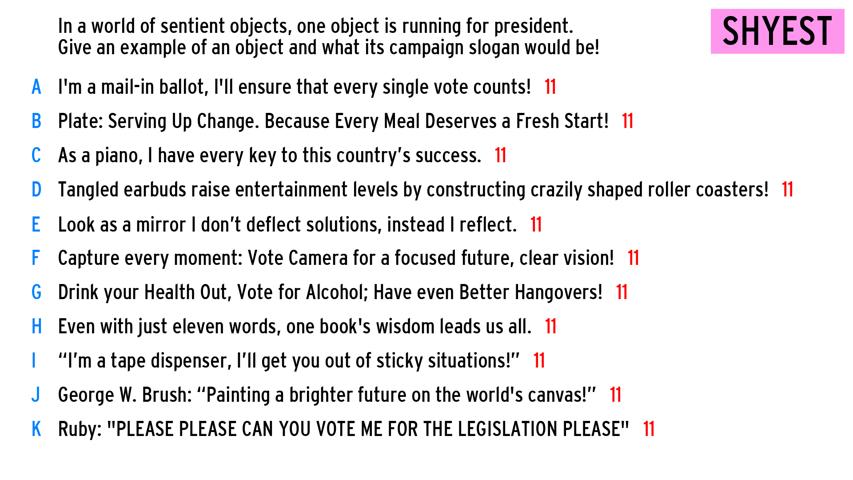 In a world of sentient objects, one object is running for president.
Give an example of an object and what its campaign slogan would be!
SHYEST
A I'm a mail-in ballot, I'll ensure that every single vote counts! 11
B Plate: Serving Up Change. Because Every Meal Deserves a Fresh Start! 11
C As a piano, I have every key to this country’s success. 11
D Tangled earbuds raise entertainment levels by constructing crazily shaped roller coasters! 11
E Look as a mirror I don’t deflect solutions, instead I reflect. 11
F Capture every moment: Vote Camera for a focused future, clear vision! 11
G Drink your Health Out, Vote for Alcohol; Have even Better Hangovers! 11
H Even with just eleven words, one book's wisdom leads us all. 11
I “I’m a tape dispenser, I’ll get you out of sticky situations!” 11
J George W. Brush: “Painting a brighter future on the world's canvas!” 11
K Ruby: "PLEASE PLEASE CAN YOU VOTE ME FOR THE LEGISLATION PLEASE" 11